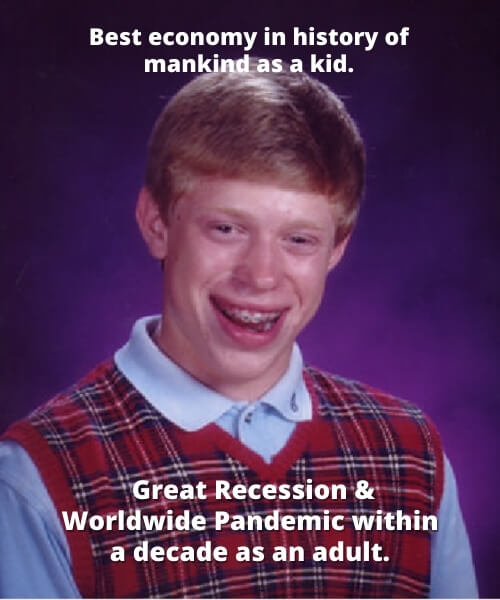 Best economy in history of
mankind as a kid.
Great Recession &
Worldwide Pandemic within
a decade as an adult.